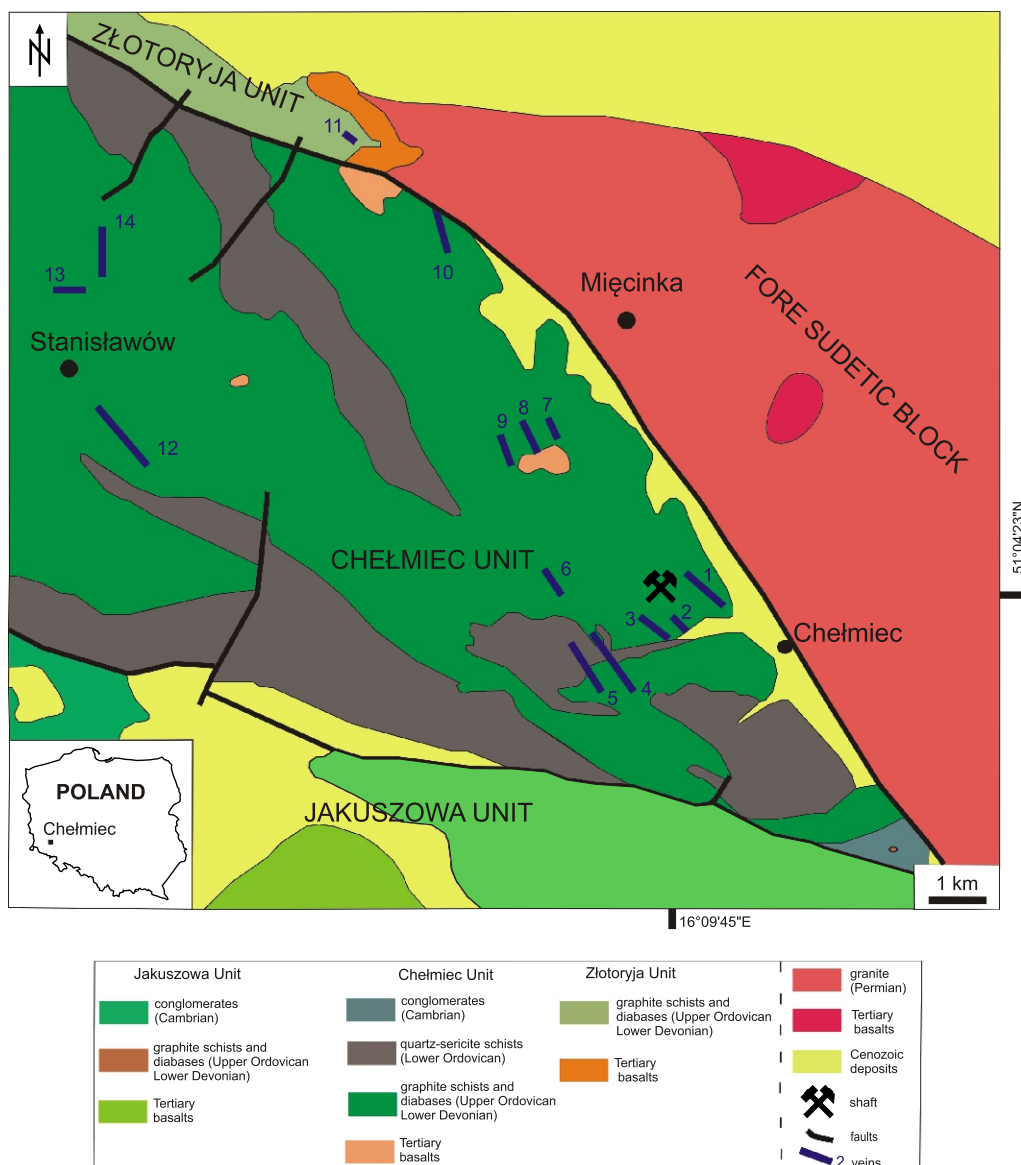 N
ZŁOTORYJA UNIT
11
14
13
10
Mięcinka
FORE SUDETIC BLOCK
Stanisławów
9
8
7
12
51°04'23"N
CHEŁMIEC UNIT
6
1
2
3
Chełmiec
4
5
POLAND
Chełmiec
JAKUSZOWA UNIT
1 km
16°09'45"E
Jakuszowa Unit
conglomerates
(Cambrian)
graphite schists and
diabases (Upper Ordovican
Lower Devonian)
Tertiary
basalts
Chełmiec Unit
conglomerates
(Cambrian)
quartz-sericite schists
(Lower Ordovican)
graphite schists and
diabases (Upper Ordovican
Lower Devonian)
Tertiary
basalts
Złotoryja Unit
graphite schists and
diabases (Upper Ordovican
Lower Devonian)
Tertiary
basalts
granite
(Permian)
Tertiary
basalts
Cenozoic
deposits
shaft
faults
2 veins